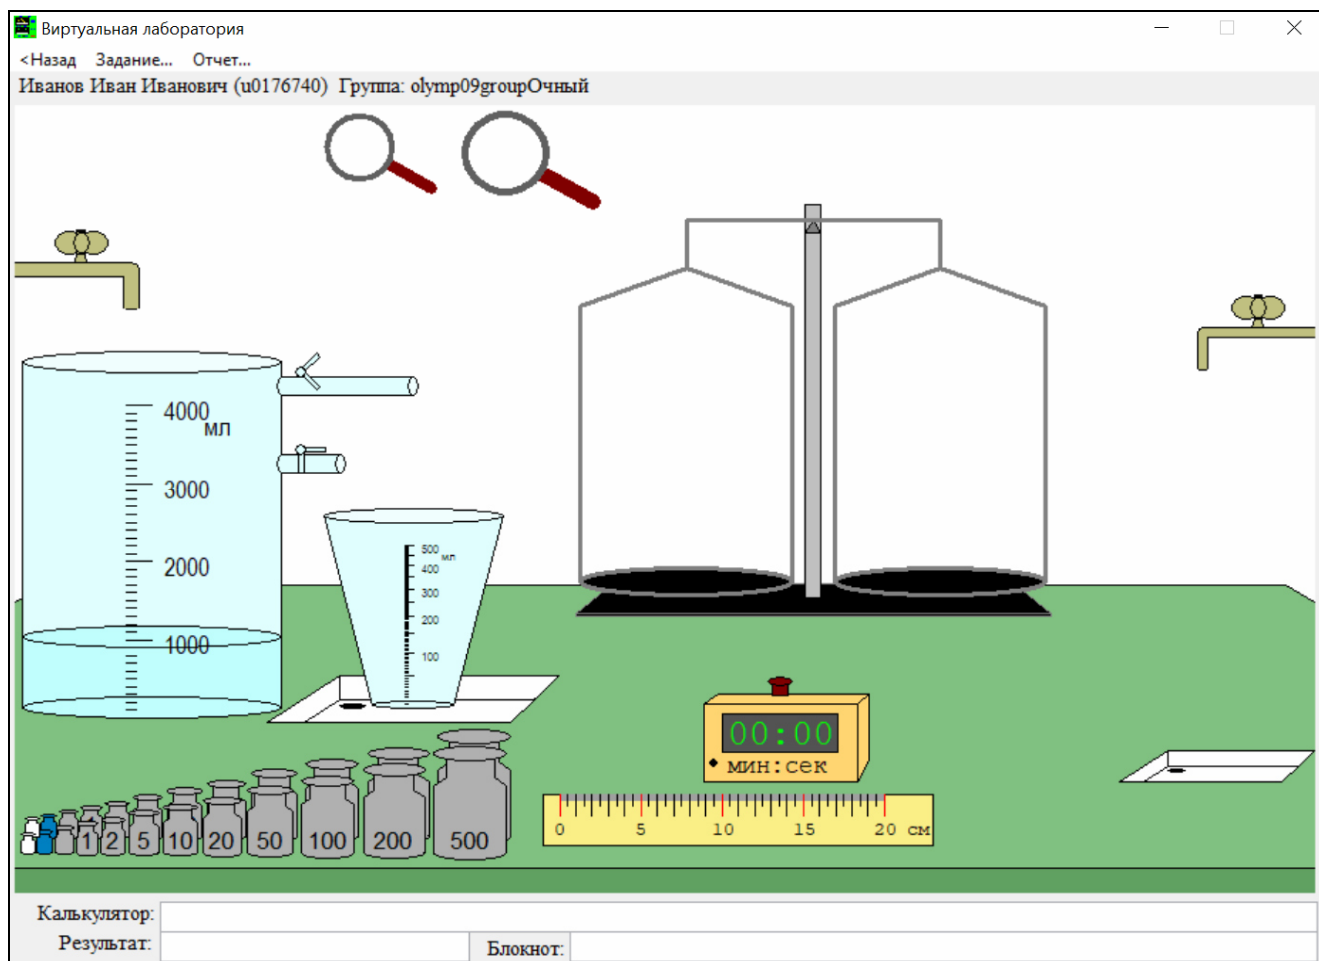 Виртуальная лаборатория
<Назад Задание... Отчет...
Иванов Иван Иванович (u0176740) Группа: olymp09groupОчный
4000
мл
3000
2000
1000
500
мл
400
300
200
100
00:00
мин:сек
1 2 5 10 20 50 100 200 500
0 5 10 15 20 см
Калькулятор:
Результат: Блокнот: